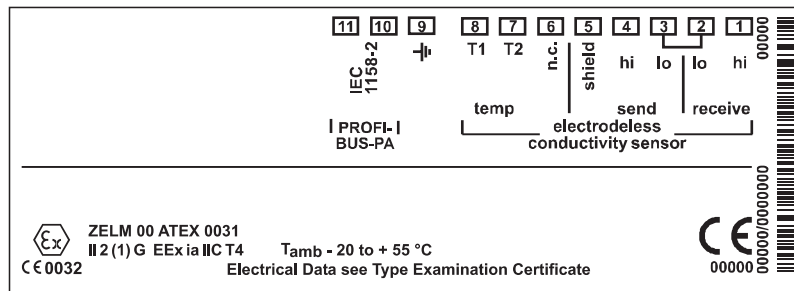 11 10 9 8 7 6 5 4 3 2 1
T1 T2 n.c. shield hi lo lo hi
IEC
1158-2
temp send receive
PROFI-
BUS-PA
electrodeless
conductivity sensor
00000
00000/0000000
Ex
ZELM 00 ATEX 0031
II 2 (1) G EEx ia IIC T4
Tamb - 20 to + 55 °C
CE 0032
Electrical Data see Type Examination Certificate
CE
00000